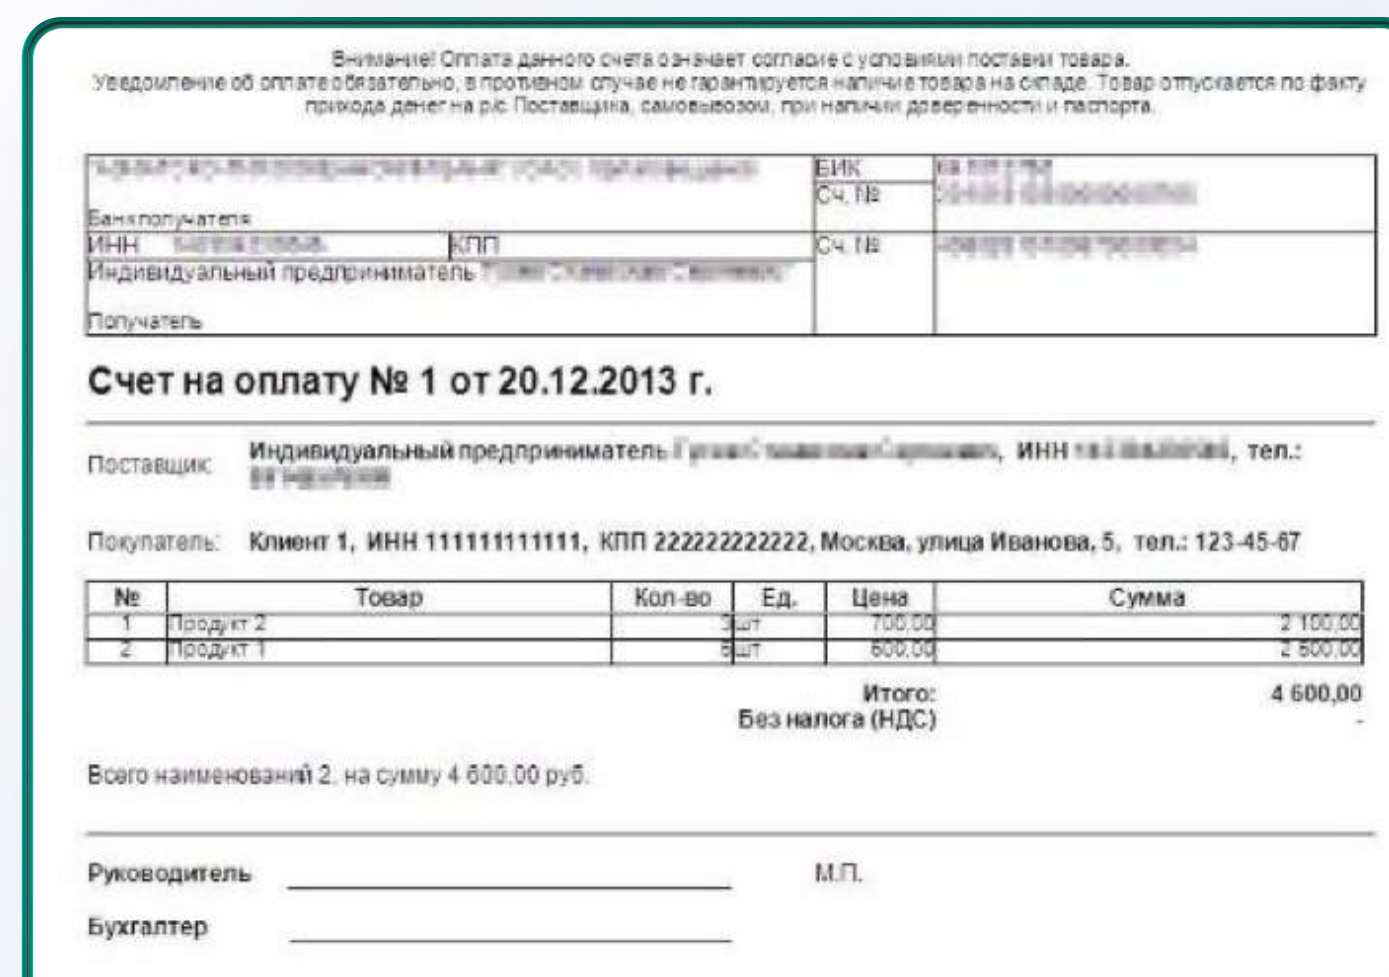 Внимание! Оплата данного счета означает согласие с условиями поставки товара.
Уведомление об оплате обязательно, в противном случае не гарантируется наличие товара на складе. Товар отпускается по факту
прихода денег на р/с Поставщика, самовывозом, при наличии доверенности и паспорта.
БИК
Сч. №
Банк получателя
ИНН КПП Сч. №
Индивидуальный предприниматель
Получатель
Счет на оплату № 1 от 20.12.2013 г.
Поставщик: Индивидуальный предприниматель , ИНН , тел.:
Покупатель: Клиент 1, ИНН 111111111111, КПП 222222222222, Москва, улица Иванова, 5, тел.: 123-45-67
№ Товар Кол-во Ед. Цена Сумма
1 Продукт 2 3 шт 700,00 2 100,00
2 Продукт 1 шт 2 500,00
Итого: 4 600,00
Без налога (НДС) -
Всего наименований 2, на сумму 4 600,00 руб.
Руководитель М.П.
Бухгалтер